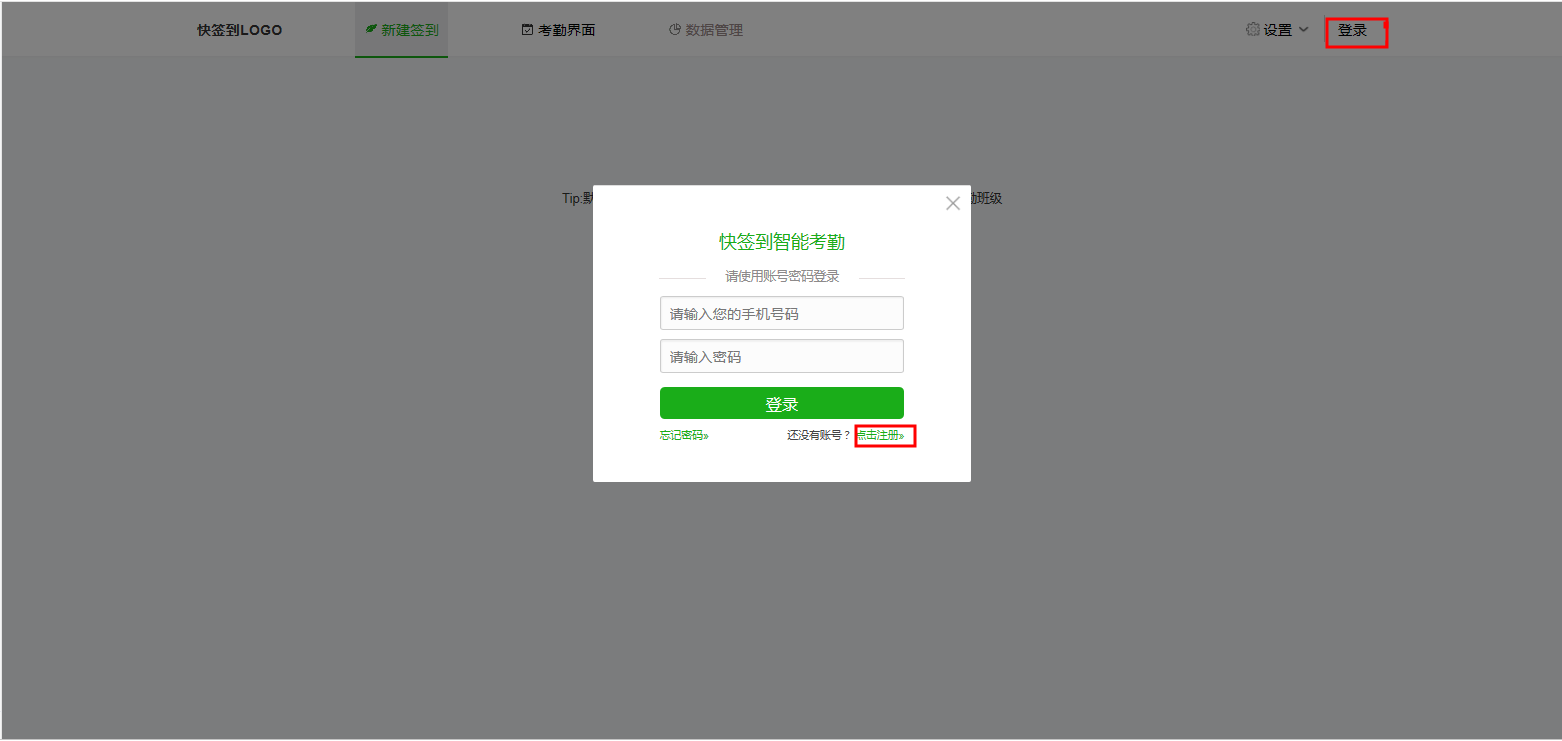 快签到LOGO 新建签到 考勤界面 数据管理 设置 登录
Tip:默 动班级
快签到智能考勤
请使用账号密码登录
请输入您的手机号码
请输入密码
登录
忘记密码» 还没有账号？点击注册»